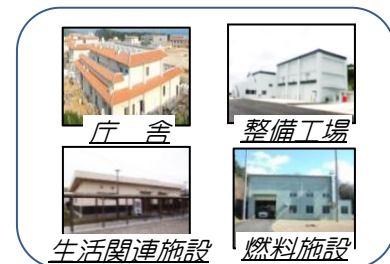 庁　舎
整備工場
生活関連施設
燃料施設